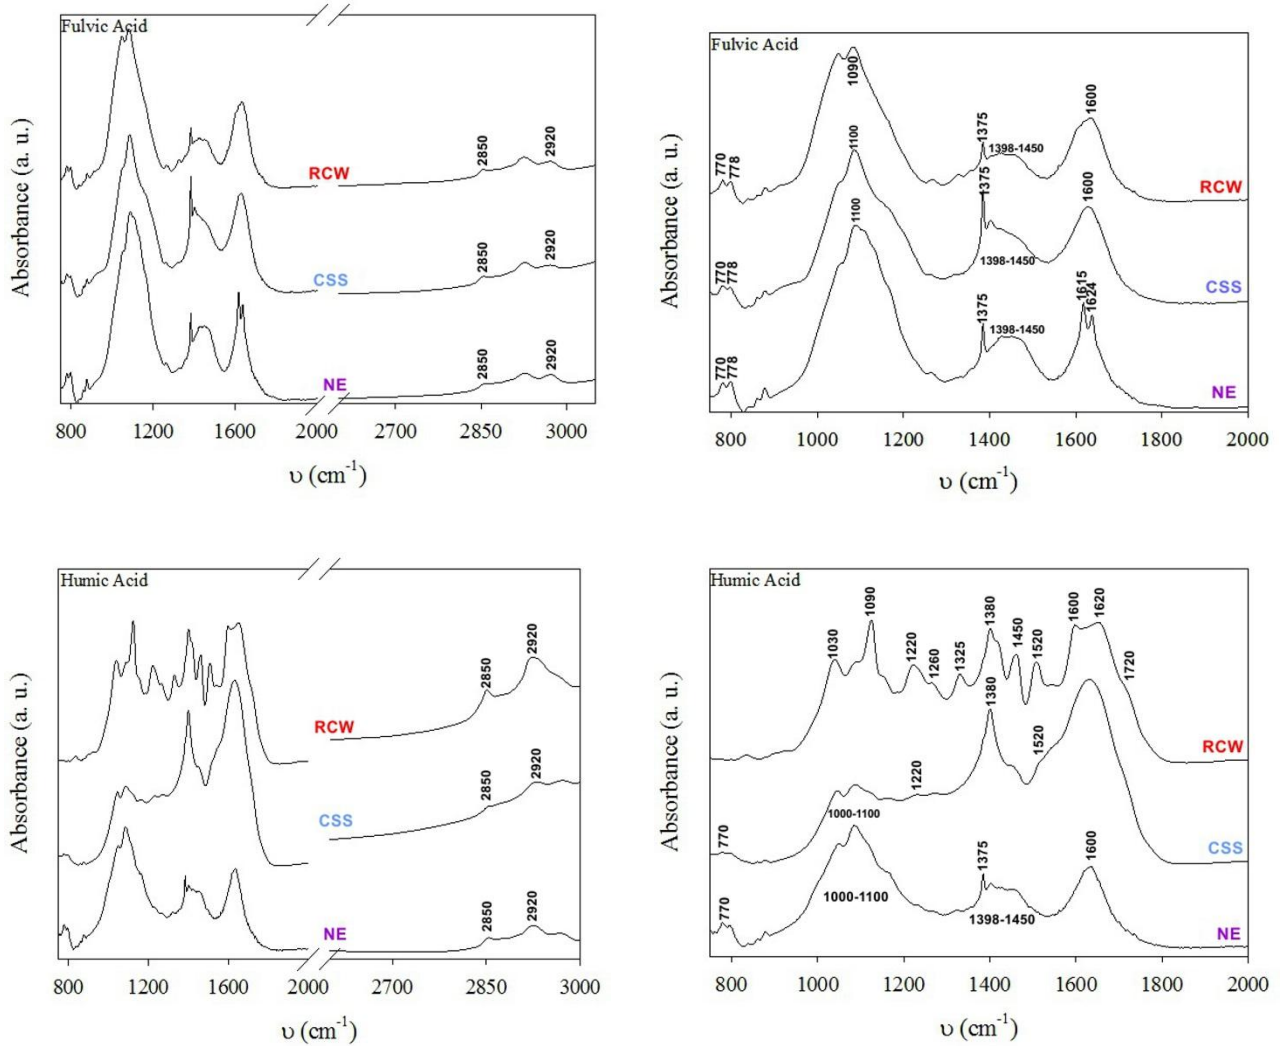 Fulvic Acid
Absorbance (a. u.)
2850
2920
RCW
2850
2920
CSS
2850
2920
NE
800 1200 1600 2000 2700 2850 3000
υ (cm-1)
Fulvic Acid
Absorbance (a. u.)
770
778
1090
1375
1398-1450
1600
RCW
770
778
1100
1375
1398-1450
1600
CSS
770
778
1100
1375
1398-1450
1615
1624
NE
800 1000 1200 1400 1600 1800 2000
υ (cm-1)
Humic Acid
Absorbance (a. u.)
2850
2920
RCW
2850
2920
CSS
2850
2920
NE
800 1200 1600 2000 2700 2850 3000
υ (cm-1)
Humic Acid
Absorbance (a. u.)
1030
1090
1220
1260
1325
1380
1450
1520
1600
1620
1720
RCW
770
1000-1100
1220
1380
1520
CSS
770
1000-1100
1375
1398-1450
1600
NE
800 1000 1200 1400 1600 1800 2000
υ (cm-1)